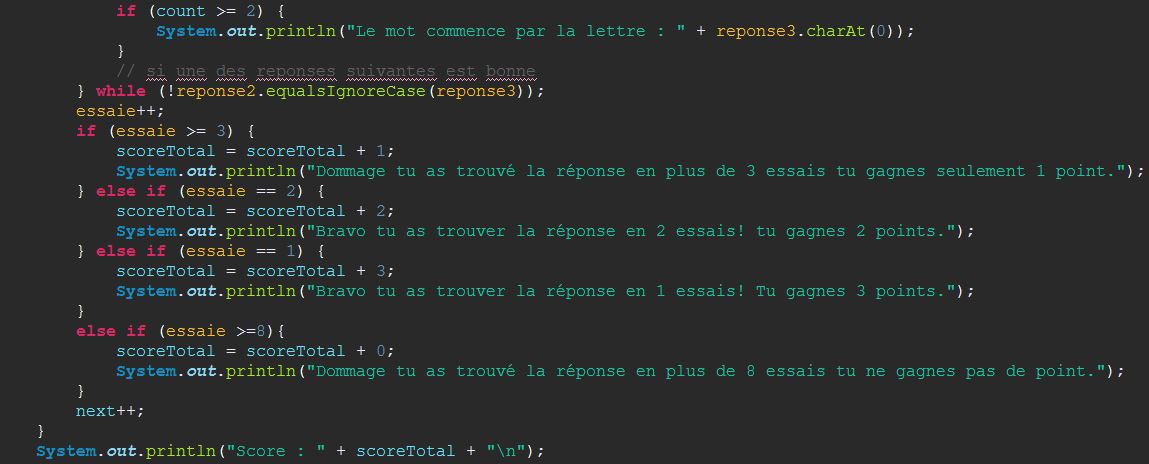 if (count >= 2) {
System.out.println("Le mot commence par la lettre : " + reponse3.charAt(0));
}
// si une des reponses suivantes est bonne
} while (!reponse2.equalsIgnoreCase(reponse3));
essaie++;
if (essaie >= 3) {
scoreTotal = scoreTotal + 1;
System.out.println("Dommage tu as trouvé la réponse en plus de 3 essais tu gagnes seulement 1 point.");
} else if (essaie == 2) {
scoreTotal = scoreTotal + 2;
System.out.println("Bravo tu as trouver la réponse en 2 essais! tu gagnes 2 points.");
} else if (essaie == 1) {
scoreTotal = scoreTotal + 3;
System.out.println("Bravo tu as trouver la réponse en 1 essais! Tu gagnes 3 points.");
}
else if (essaie >=8){
scoreTotal = scoreTotal + 0;
System.out.println("Dommage tu as trouvé la réponse en plus de 8 essais tu ne gagnes pas de point.");
}
next++;
}
System.out.println("Score : " + scoreTotal + "\n");